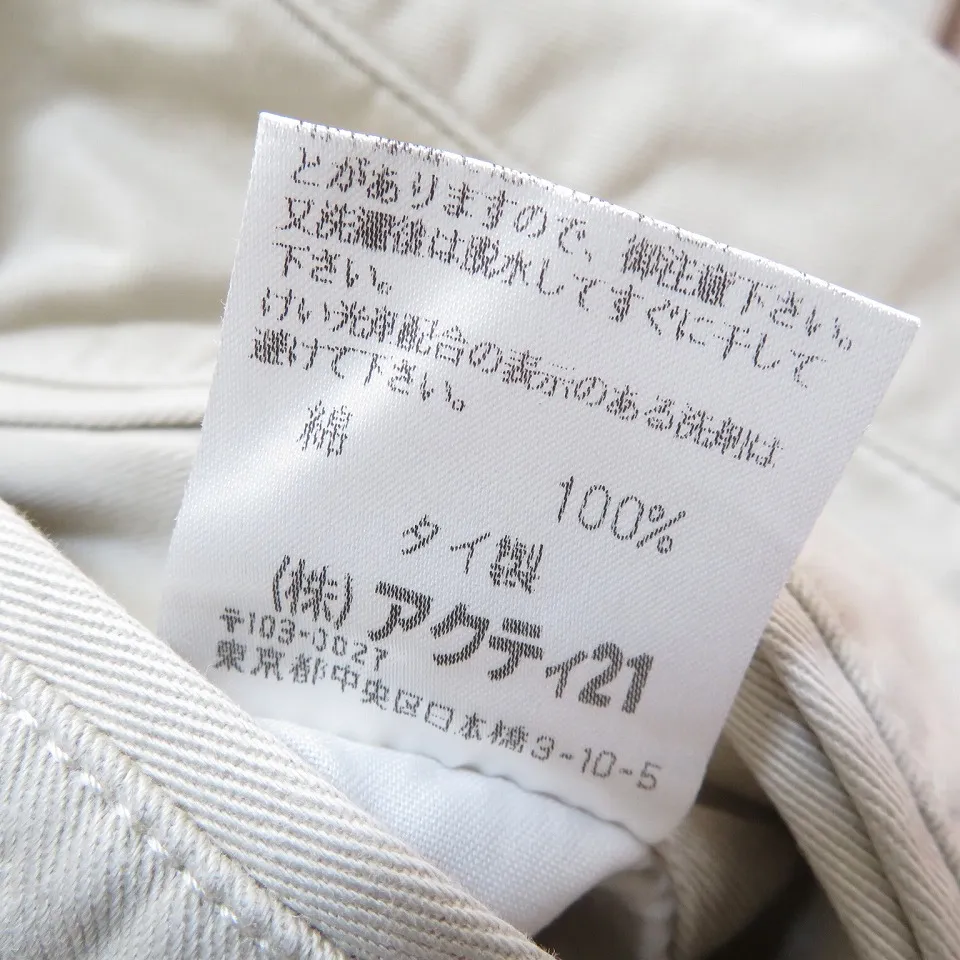 とがありますので、御注意下さい。
又洗濯後は脱水してすぐに干して
下さい。
けい光剤配合の表示のある洗剤は
避けて下さい。
綿
100%
タイ製
(株)アクティ21
〒103-0027
東京都中央区日本橋3-10-5